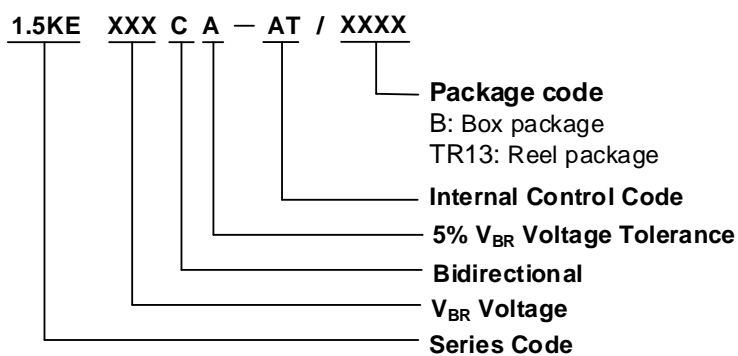 1.5KE XXX C A — AT / XXXX
Package code
B: Box package
TR13: Reel package
Internal Control Code
5% VBR Voltage Tolerance
Bidirectional
VBR Voltage
Series Code